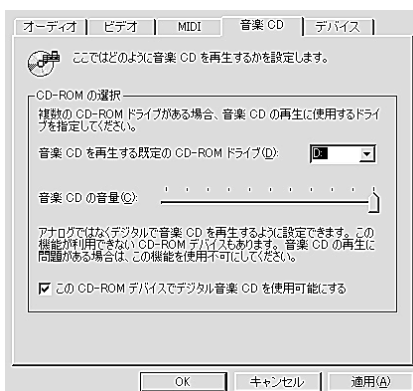 オーディオ ビデオ MIDI 音楽 CD デバイス
ここではどのように音楽 CD を再生するかを設定します。
CD-ROM の選択
複数の CD-ROM ドライブがある場合、音楽 CD の再生に使用するドライ
ブを指定してください。
音楽 CD を再生する既定の CD-ROM ドライブ(D): D:
音楽 CD の音量(C):
アナログではなくデジタルで音楽 CD を再生するように設定できます。この
機能が利用できない CD-ROM デバイスもあります。音楽 CD の再生に
問題がある場合は、この機能を使用不可にしてください。
この CD-ROM デバイスでデジタル音楽 CD を使用可能にする
OK キャンセル 適用(A)